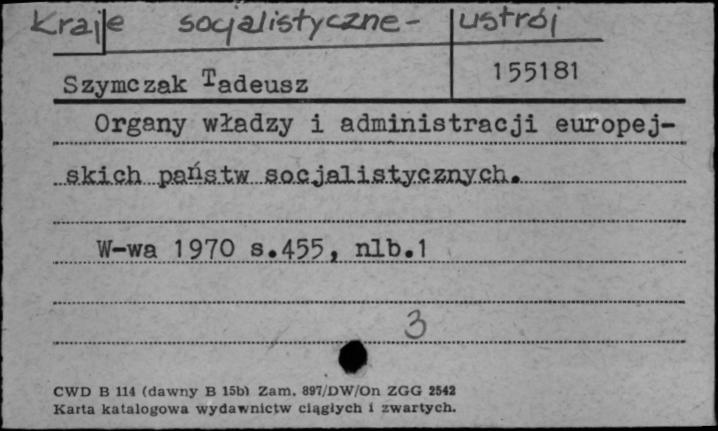 Kraje socjalistyczne - ustrój
Szymczak Tadeusz 155181
Organy władzy i administracji europej-
skich państw socjalistycznych.
W-wa 1970 s.455, nlb.1
3
CWD B 114 (dawny B 15b) Zam. 897/DW/On ZGG 2542
Karta katalogowa wydawnictw ciągłych i zwartych.